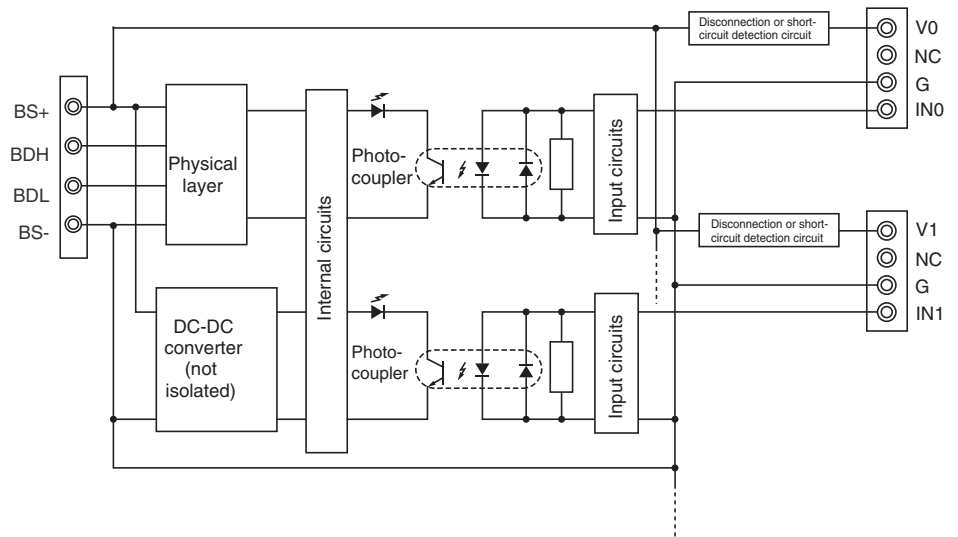 Disconnection or short-
circuit detection circuit
V0
NC
G
IN0
BS+
BDH
BDL
BS-
Physical
layer
Internal circuits
Photo-
coupler
Input circuits
Disconnection or short-
circuit detection circuit
V1
NC
G
IN1
DC-DC
converter
(not
isolated)
Photo-
coupler
Input circuits